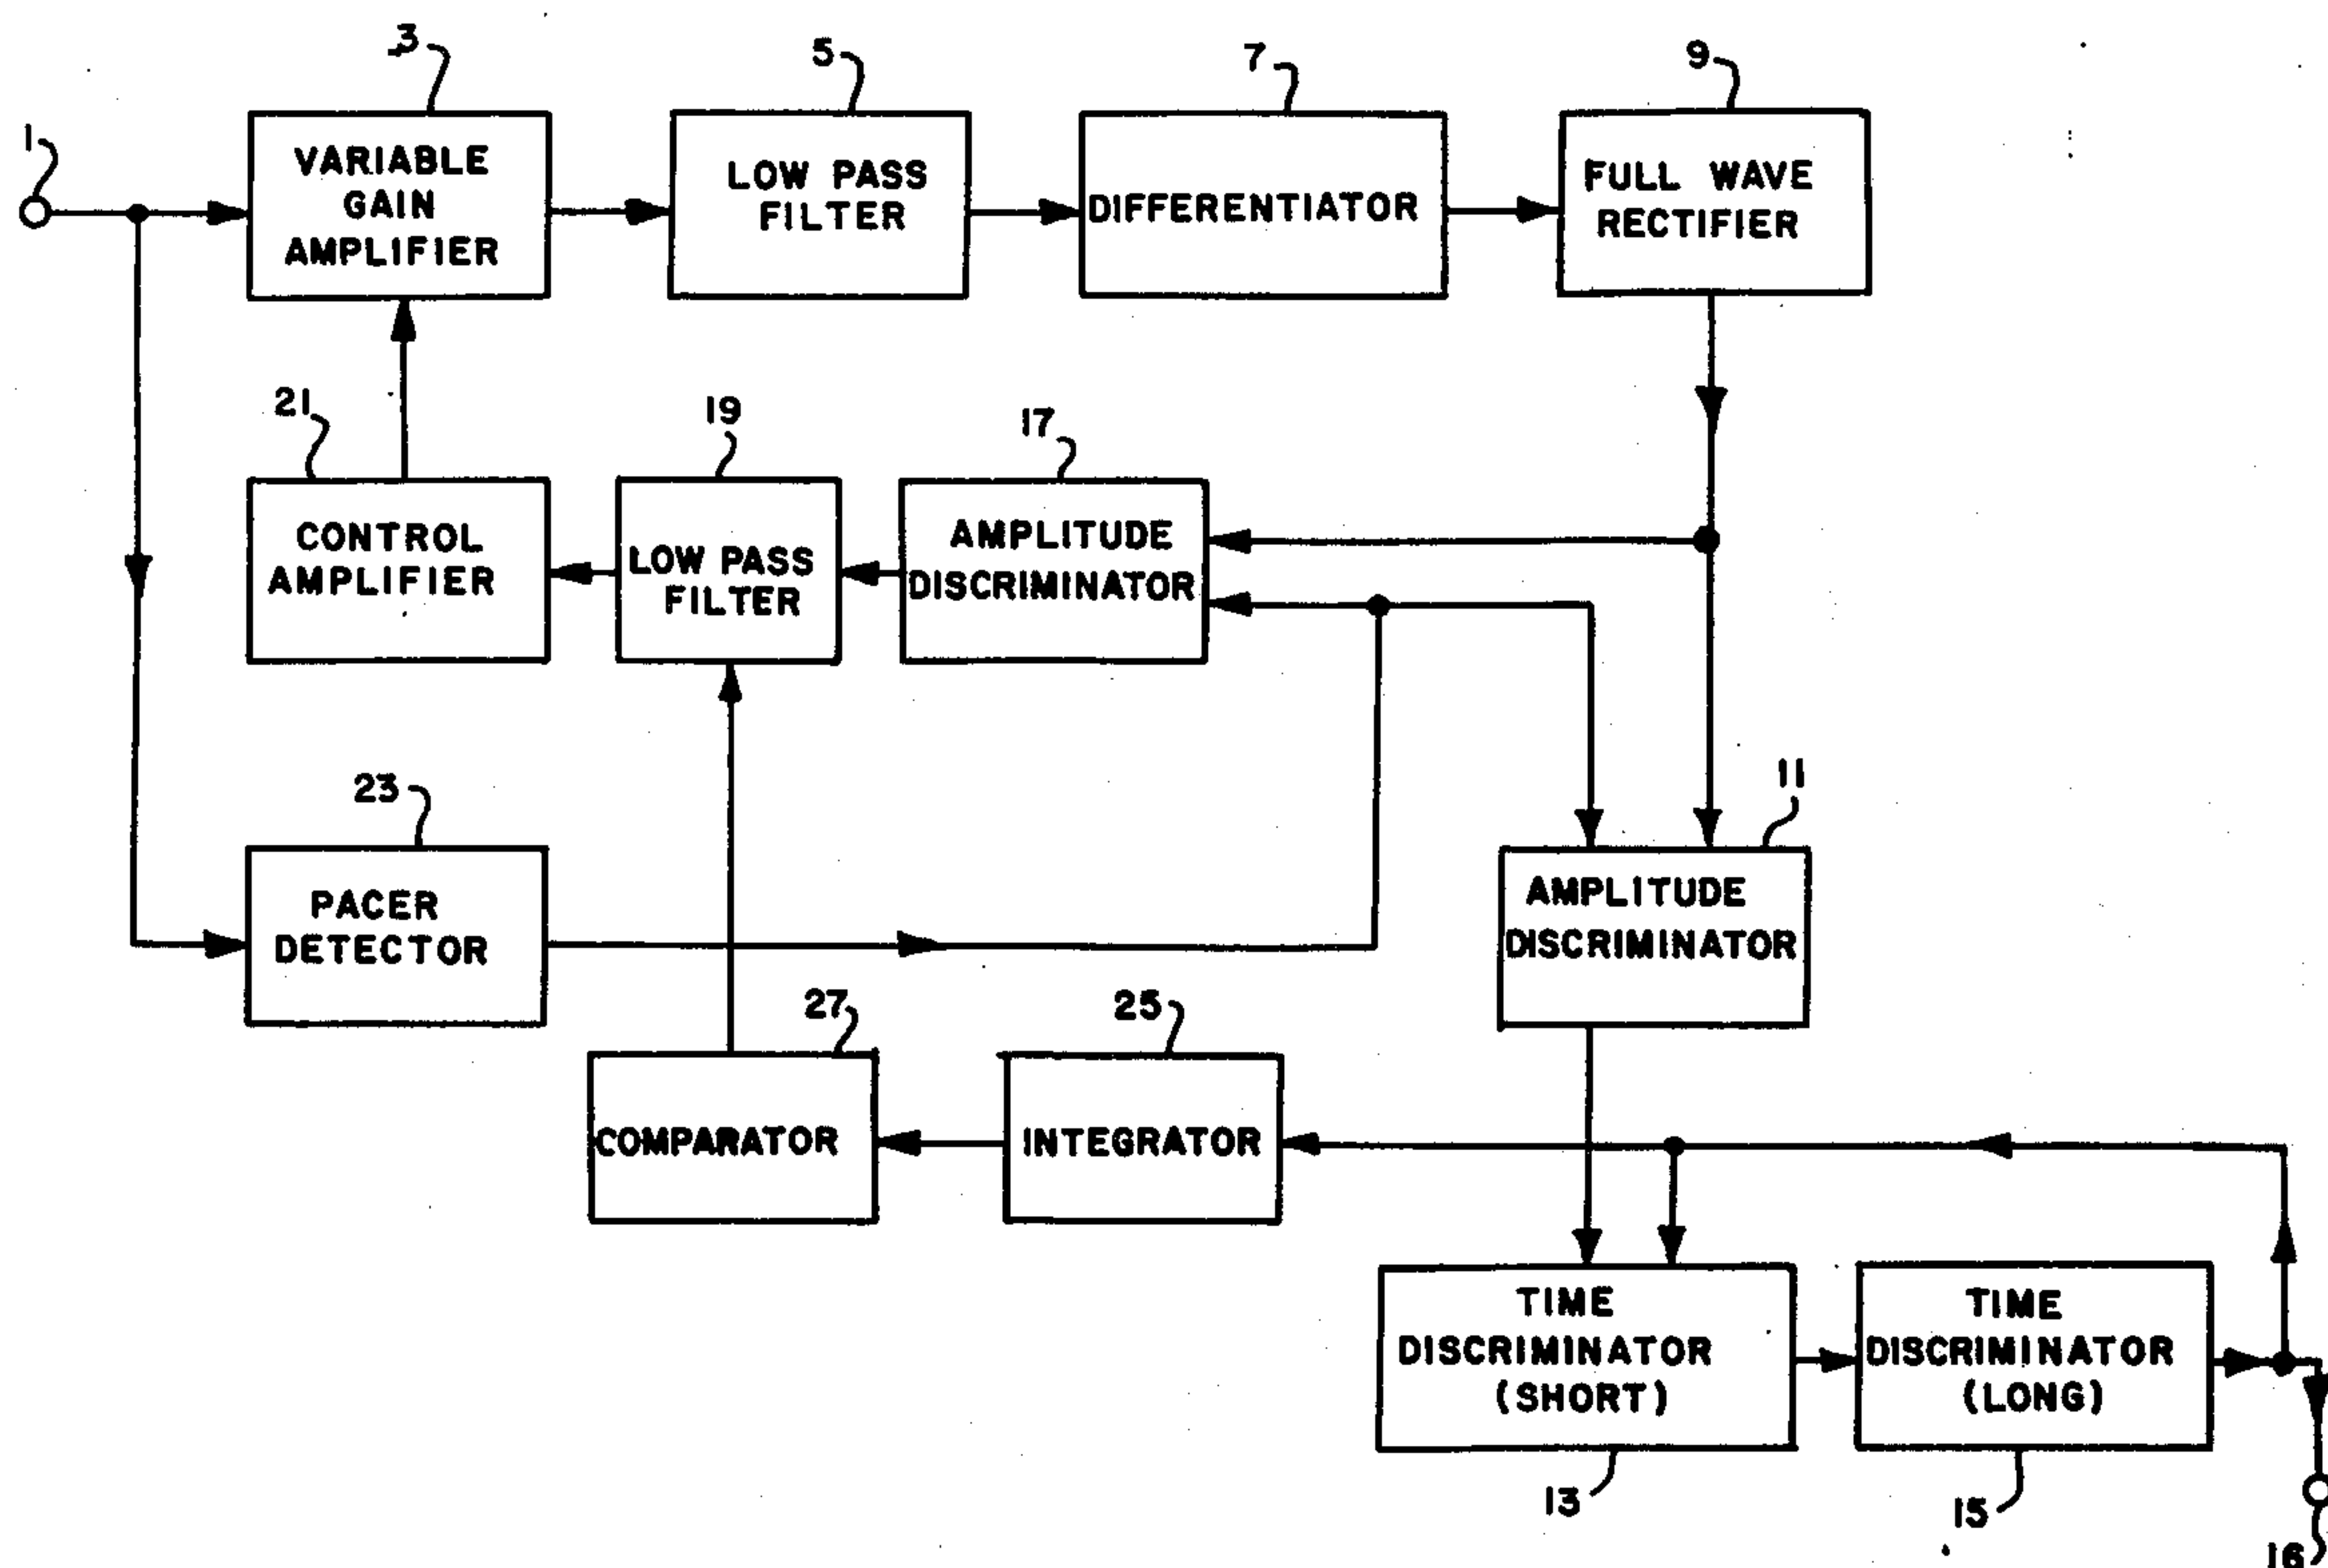 1
3
VARIABLE
GAIN
AMPLIFIER
5
LOW PASS
FILTER
7
DIFFERENTIATOR
9
FULL WAVE
RECTIFIER
21
CONTROL
AMPLIFIER
19
LOW PASS
FILTER
17
AMPLITUDE
DISCRIMINATOR
23
PACER
DETECTOR
11
AMPLITUDE
DISCRIMINATOR
27
COMPARATOR
25
INTEGRATOR
TIME
DISCRIMINATOR
(SHORT)
13
TIME
DISCRIMINATOR
(LONG)
15
16